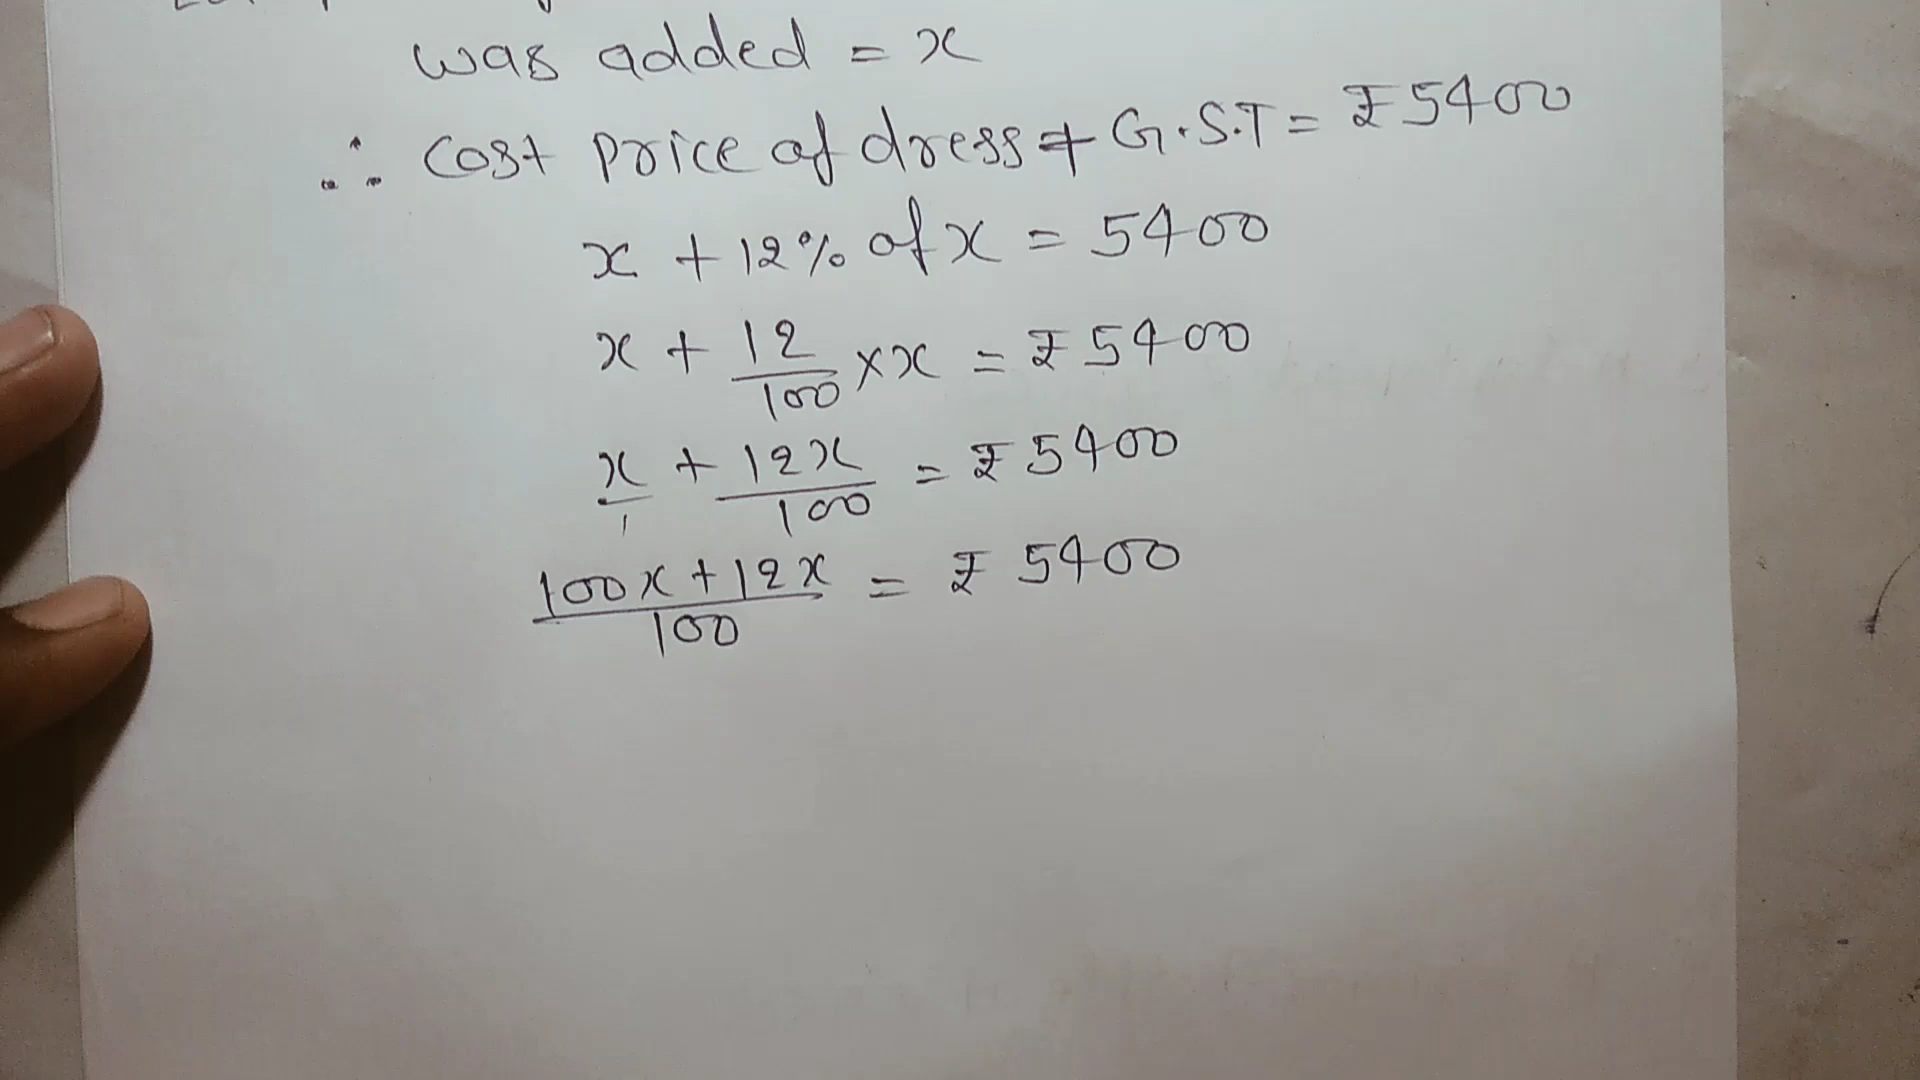 was added = x
∴ Cost price of dress + G.S.T = ₹5400
x + 12% of x = 5400
x + 12/100 × x = ₹5400
x/1 + 12x/100 = ₹5400
100x + 12x/100 = ₹5400